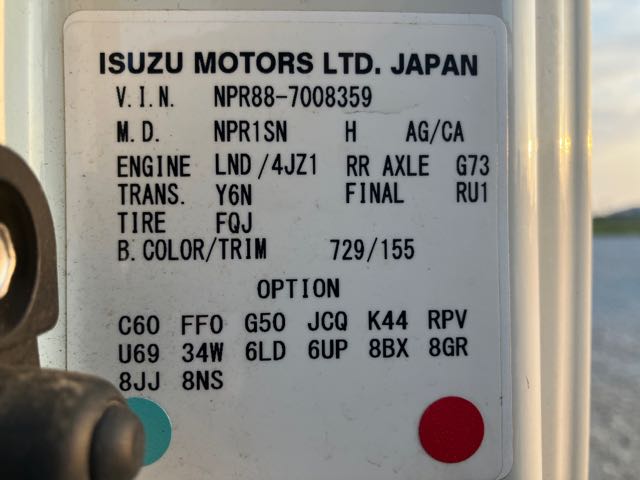 ISUZU MOTORS LTD. JAPAN
V.I.N. NPR88-7008359
M.D. NPR1SN H AG/CA
ENGINE LND/4JZ1 RR AXLE G73
TRANS. Y6N FINAL RU1
TIRE FQJ
B.COLOR/TRIM 729/155
OPTION
C60 FF0 G50 JCQ K44 RPV
U69 34W 6LD 6UP 8BX 8GR
8JJ 8NS